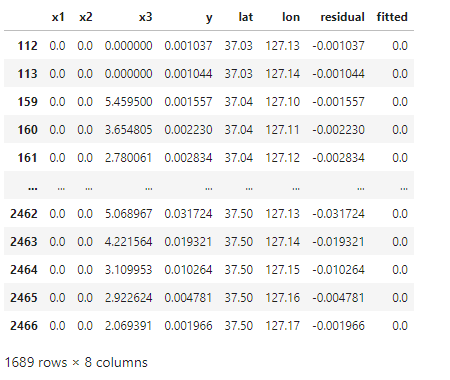 x1 x2 x3 y lat lon residual fitted
112 0.0 0.0 0.000000 0.001037 37.03 127.13 -0.001037 0.0
113 0.0 0.0 0.000000 0.001044 37.03 127.14 -0.001044 0.0
159 0.0 0.0 5.459500 0.001557 37.04 127.10 -0.001557 0.0
160 0.0 0.0 3.654805 0.002230 37.04 127.11 -0.002230 0.0
161 0.0 0.0 2.780061 0.002834 37.04 127.12 -0.002834 0.0
... ... ... ... ... ... ... ... ...
2462 0.0 0.0 5.068967 0.031724 37.50 127.13 -0.031724 0.0
2463 0.0 0.0 4.221564 0.019321 37.50 127.14 -0.019321 0.0
2464 0.0 0.0 3.109953 0.010264 37.50 127.15 -0.010264 0.0
2465 0.0 0.0 2.922624 0.004781 37.50 127.16 -0.004781 0.0
2466 0.0 0.0 2.069391 0.001966 37.50 127.17 -0.001966 0.0
1689 rows × 8 columns